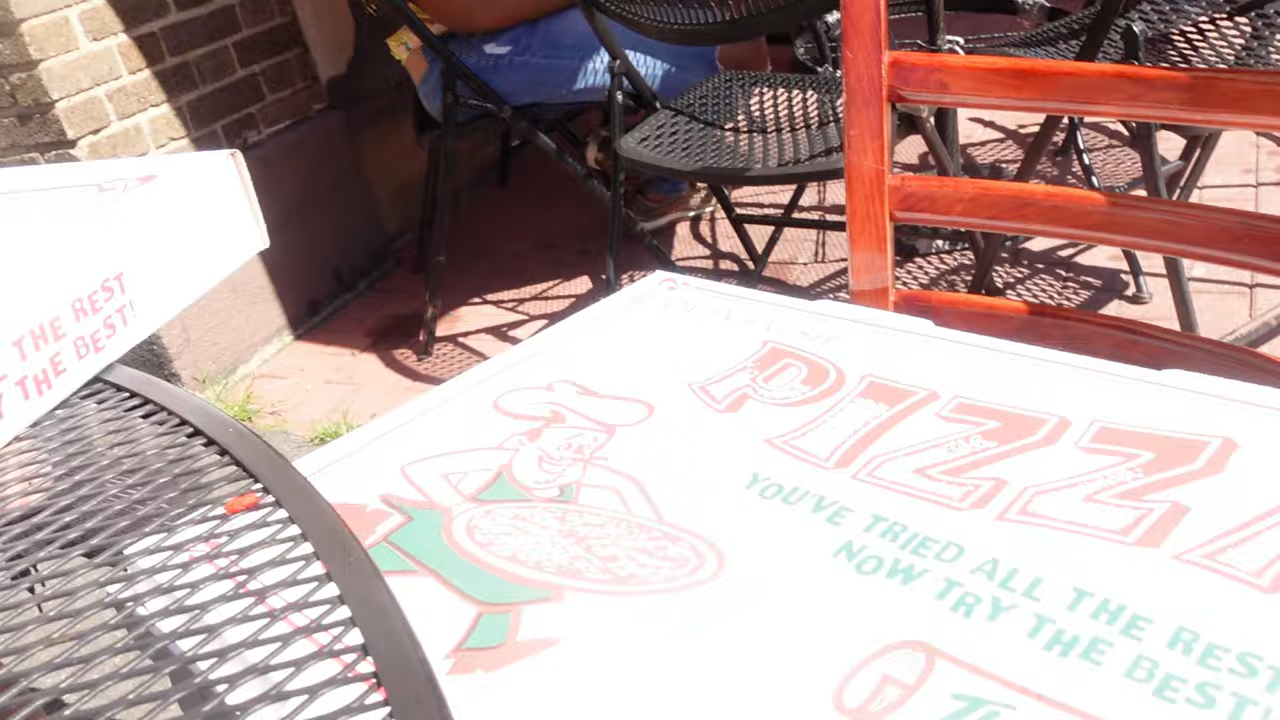 THE REST
THE BEST!
PIZZA
YOU'VE TRIED ALL THE REST
NOW TRY THE BEST!